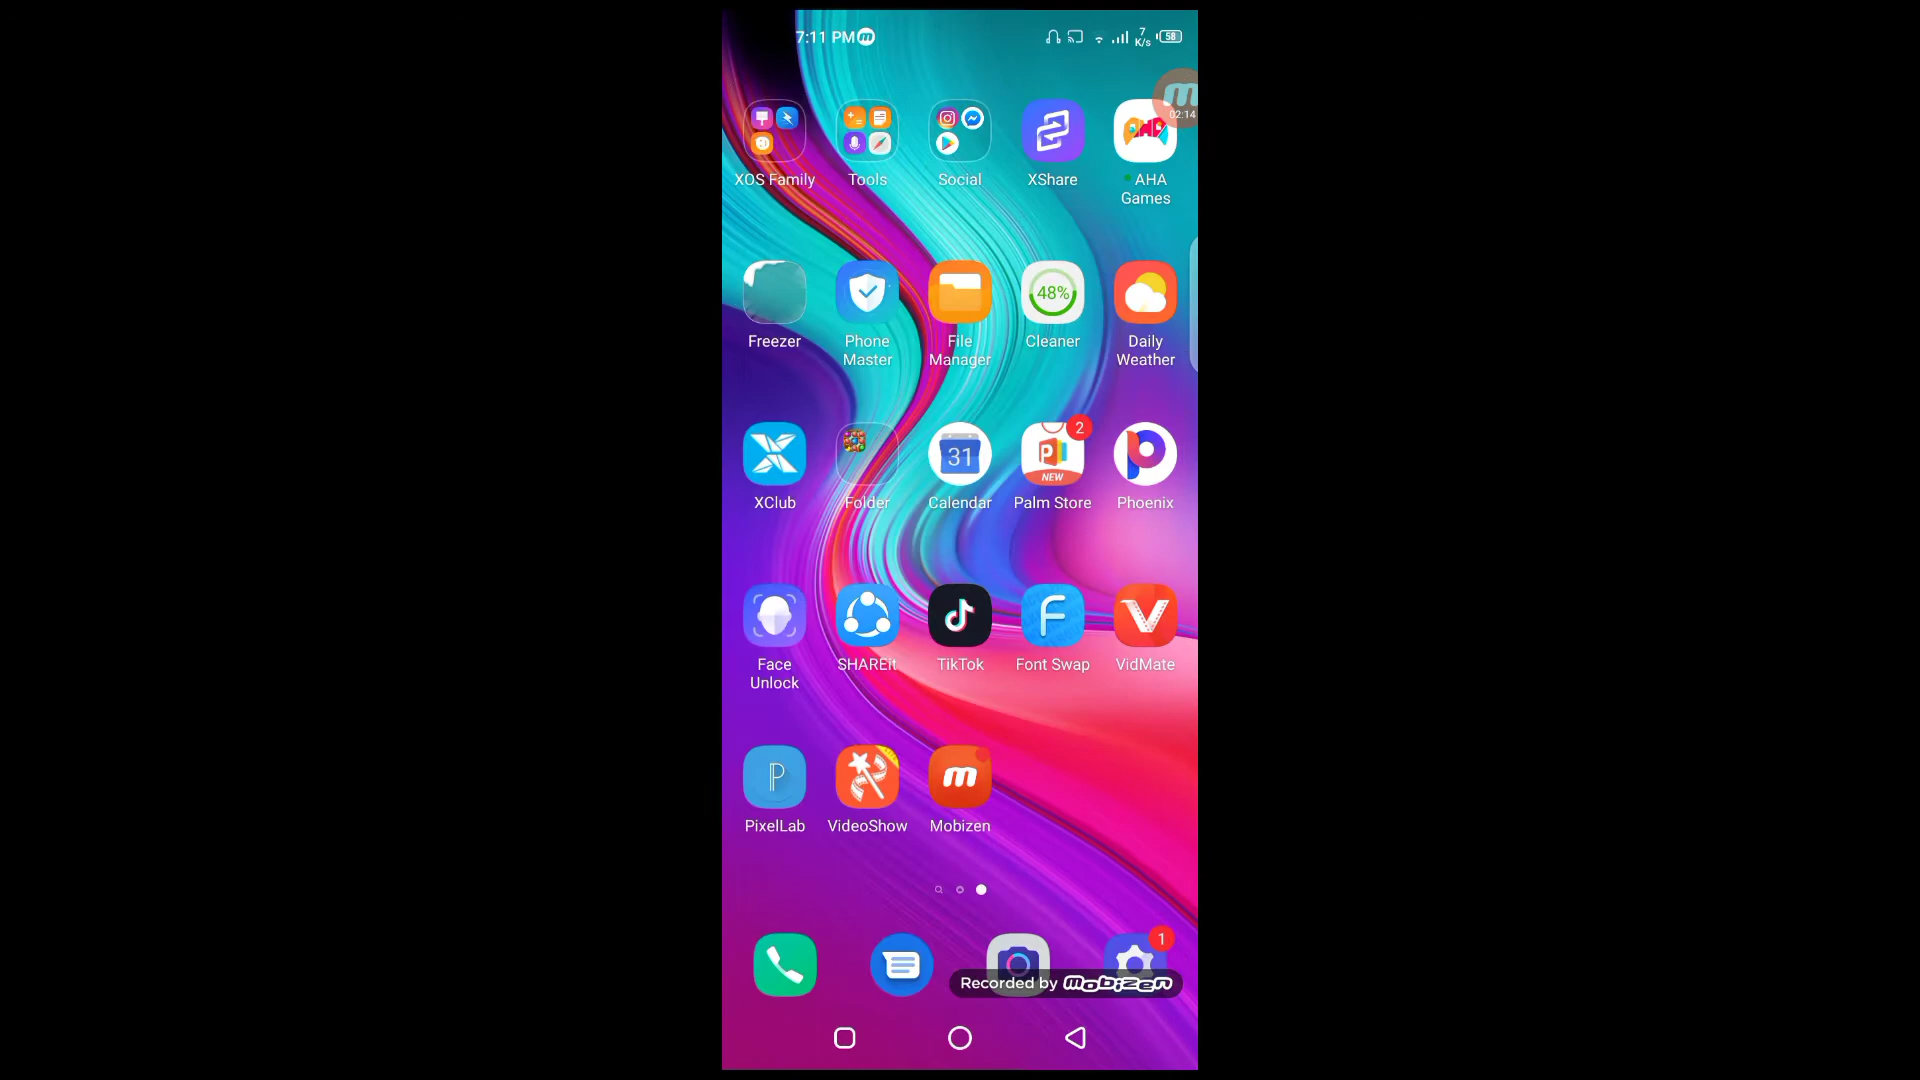 7:11 PM
7
K/s
58
02:14
XOS Family
Tools
Social
XShare
AHA
Games
48%
Freezer
Phone
Master
File
Manager
Cleaner
Daily
Weather
31
2
NEW
XClub
Folder
Calendar
Palm Store
Phoenix
Face
Unlock
SHAREit
TikTok
Font Swap
VidMate
PixelLab
VideoShow
Mobizen
1
Recorded by mobizen